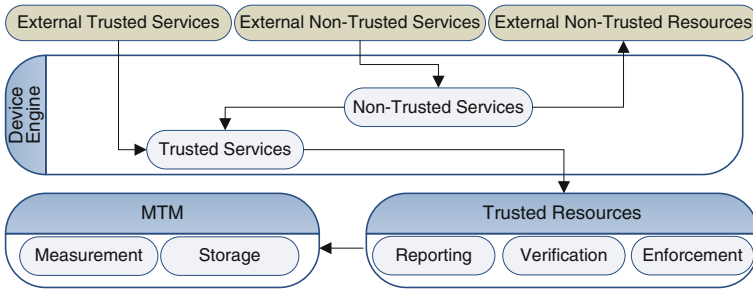 External Trusted Services
External Non-Trusted Services
External Non-Trusted Resources
Device
Engine
Non-Trusted Services
Trusted Services
MTM
Measurement
Storage
Trusted Resources
Reporting
Verification
Enforcement